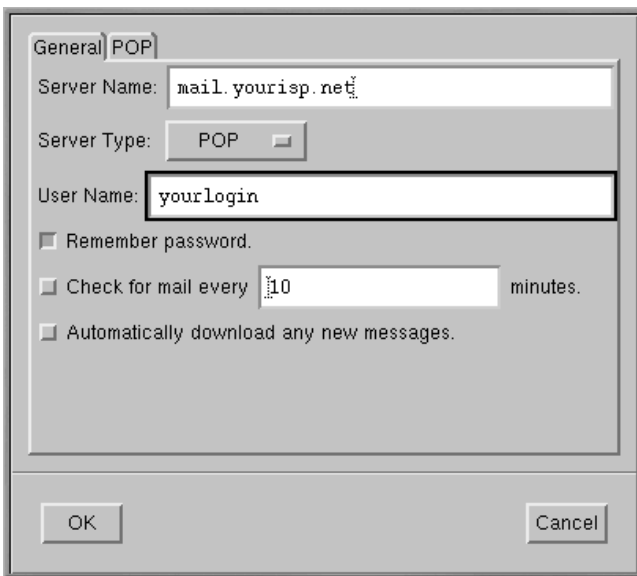 General POP
Server Name: mail.yourisp.net
Server Type: POP
User Name: yourlogin
Remember password.
Check for mail every 10 minutes.
Automatically download any new messages.
OK Cancel